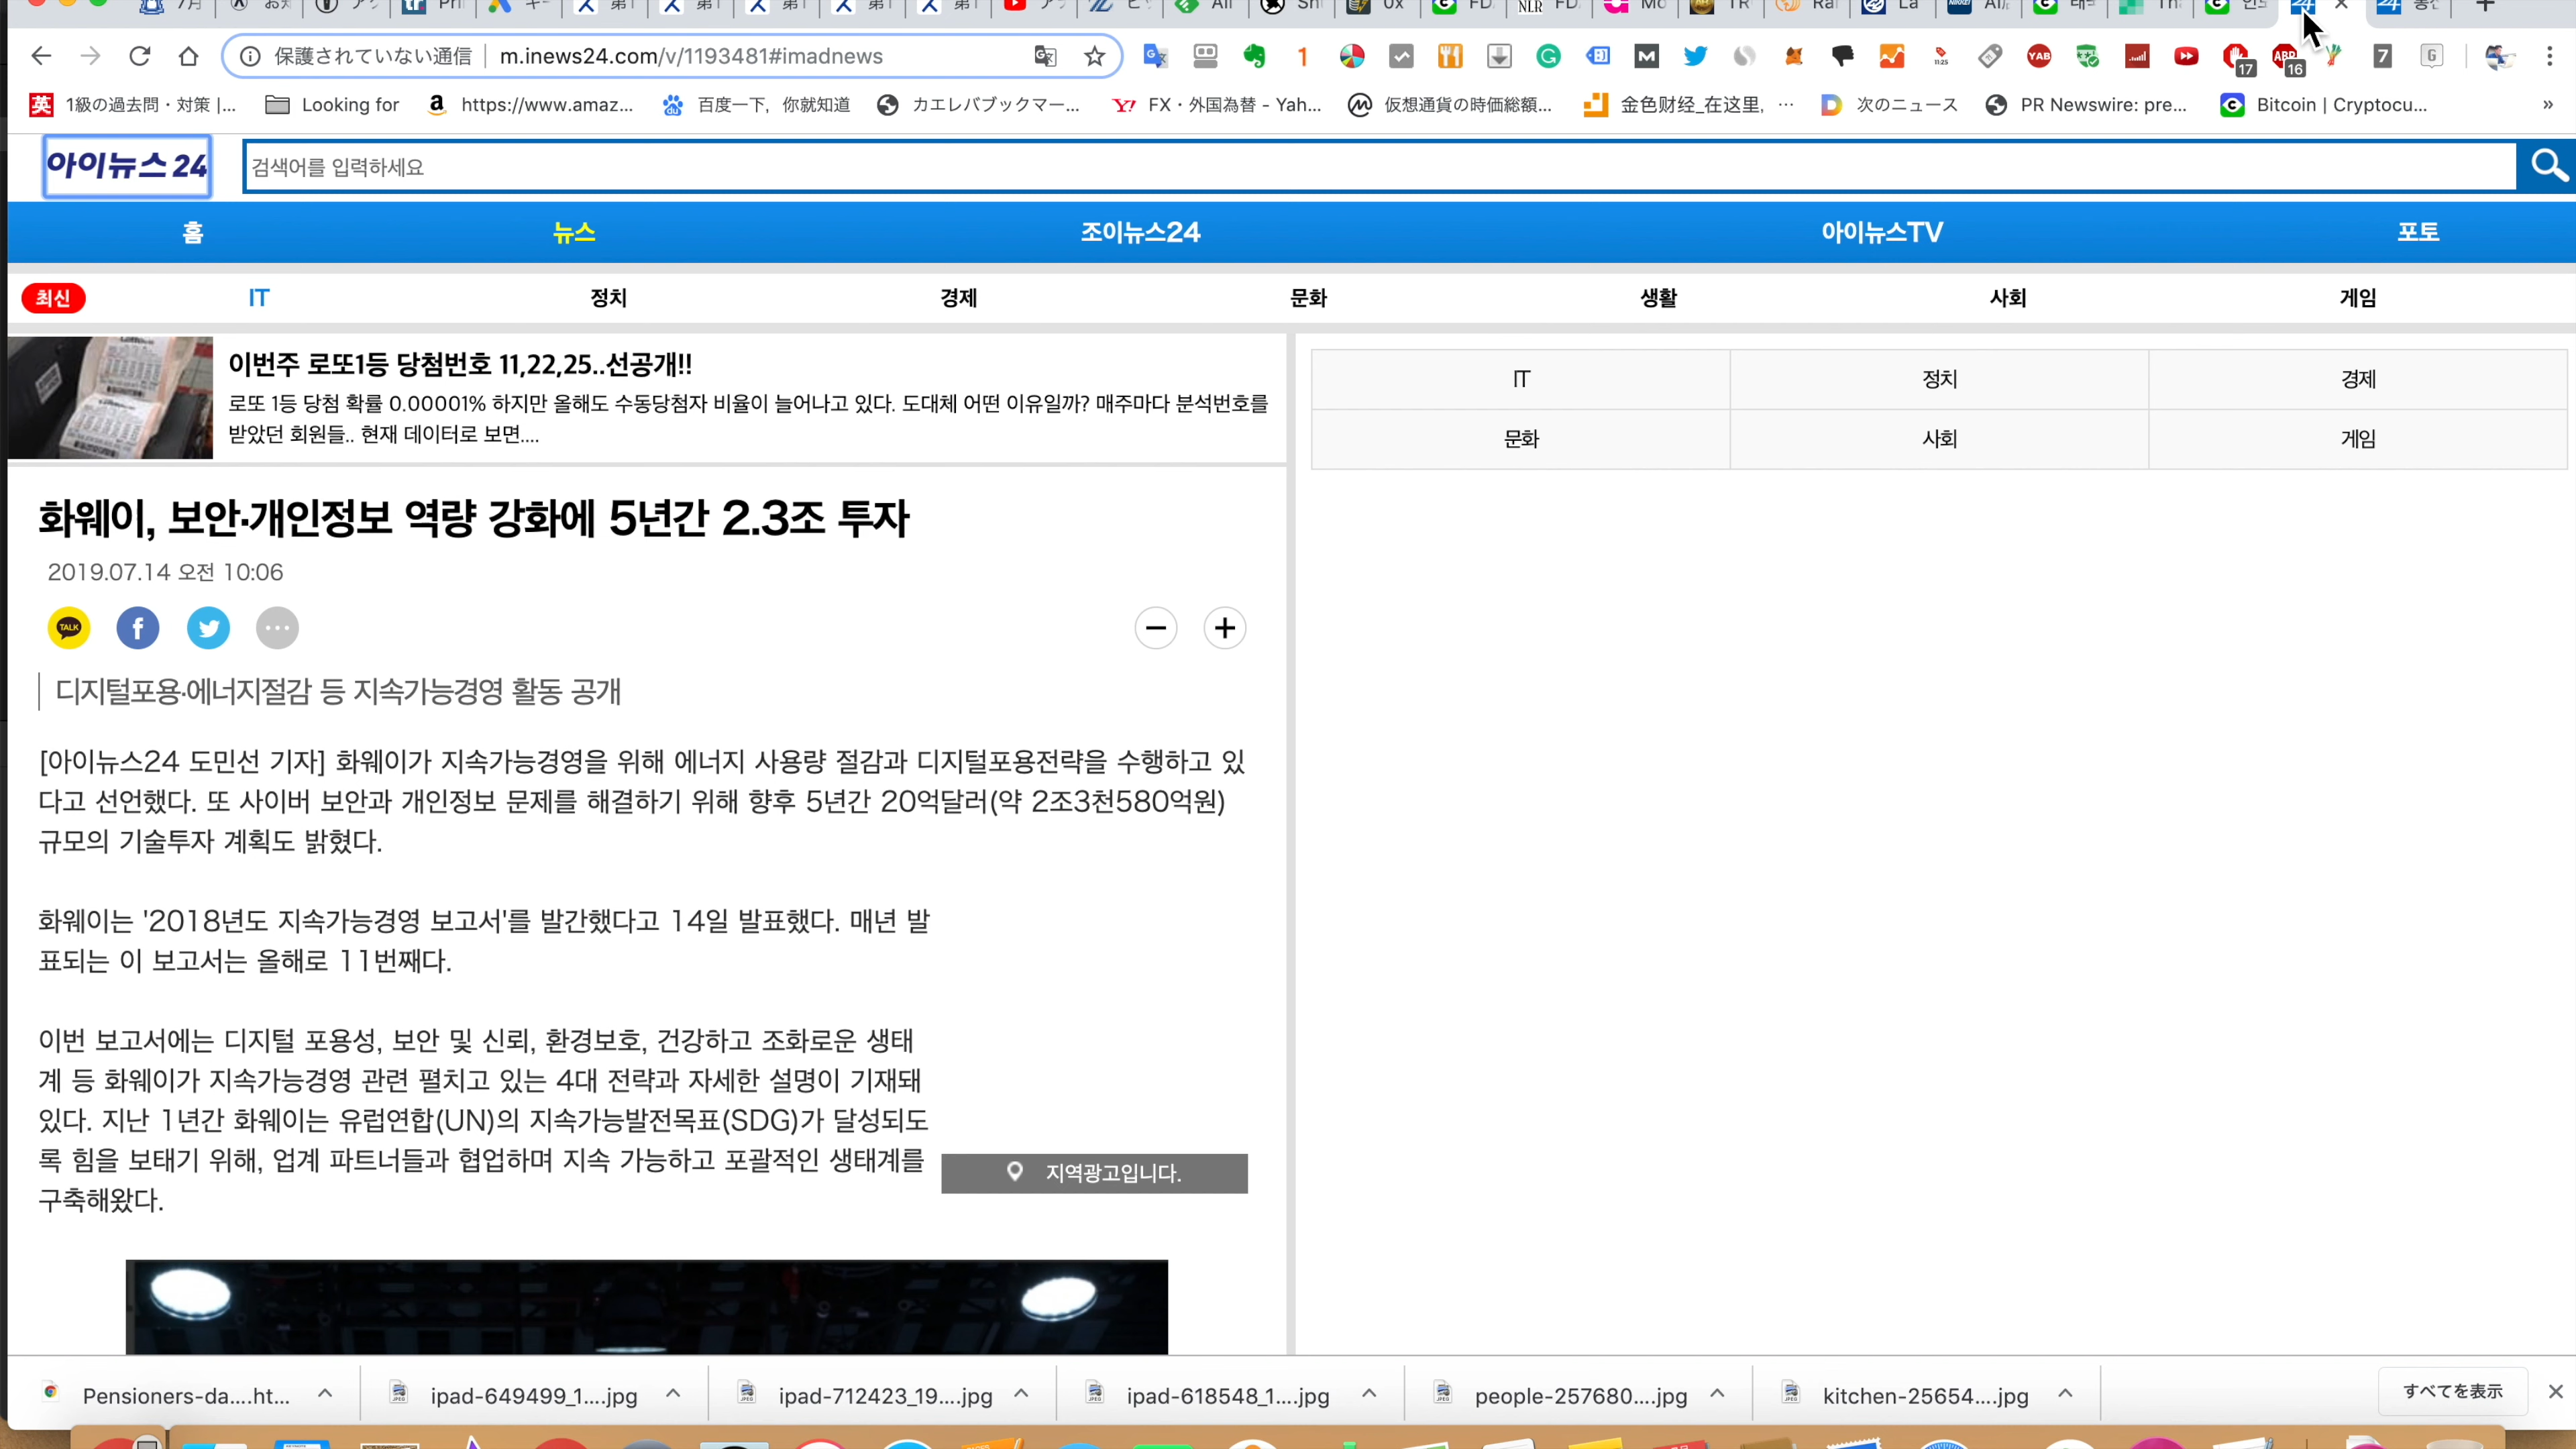 保護されていない通信 m.inews24.com/v/1193481#imadnews
1級の過去問・対策 |... Looking for https://www.amaz... 百度一下，你就知道 カエレバブックマー... FX・外国為替 - Yah... 仮想通貨の時価総額... 金色财经_在这里, ... 次のニュース PR Newswire: pre... Bitcoin | Cryptocu...
아이뉴스24 검색어를 입력하세요
홈 뉴스 조이뉴스24 아이뉴스TV 포토
최신 IT 정치 경제 문화 생활 사회 게임
이번주 로또1등 당첨번호 11,22,25..선공개!!
로또 1등 당첨 확률 0.00001% 하지만 올해도 수동당첨자 비율이 늘어나고 있다. 도대체 어떤 이유일까? 매주마다 분석번호를
받았던 회원들.. 현재 데이터로 보면....
IT 정치 경제
문화 사회 게임
화웨이, 보안·개인정보 역량 강화에 5년간 2.3조 투자
2019.07.14 오전 10:06
TALK
디지털포용·에너지절감 등 지속가능경영 활동 공개
[아이뉴스24 도민선 기자] 화웨이가 지속가능경영을 위해 에너지 사용량 절감과 디지털포용전략을 수행하고 있
다고 선언했다. 또 사이버 보안과 개인정보 문제를 해결하기 위해 향후 5년간 20억달러(약 2조3천580억원)
규모의 기술투자 계획도 밝혔다.
화웨이는 '2018년도 지속가능경영 보고서'를 발간했다고 14일 발표했다. 매년 발
표되는 이 보고서는 올해로 11번째다.
이번 보고서에는 디지털 포용성, 보안 및 신뢰, 환경보호, 건강하고 조화로운 생태
계 등 화웨이가 지속가능경영 관련 펼치고 있는 4대 전략과 자세한 설명이 기재돼
있다. 지난 1년간 화웨이는 유럽연합(UN)의 지속가능발전목표(SDG)가 달성되도
록 힘을 보태기 위해, 업계 파트너들과 협업하며 지속 가능하고 포괄적인 생태계를
구축해왔다.
지역광고입니다.
Pensioners-da....ht... ipad-649499_1....jpg ipad-712423_19....jpg ipad-618548_1....jpg people-257680....jpg kitchen-25654....jpg すべてを表示